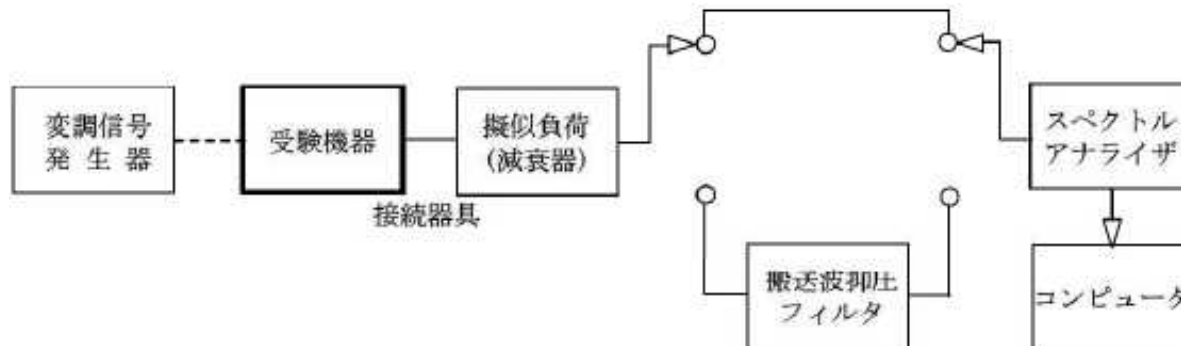 変調信号
発生器
受験機器
接続器具
擬似負荷
(減衰器)
搬送波抑圧
フィルタ
スペクトル
アナライザ
コンピュータ